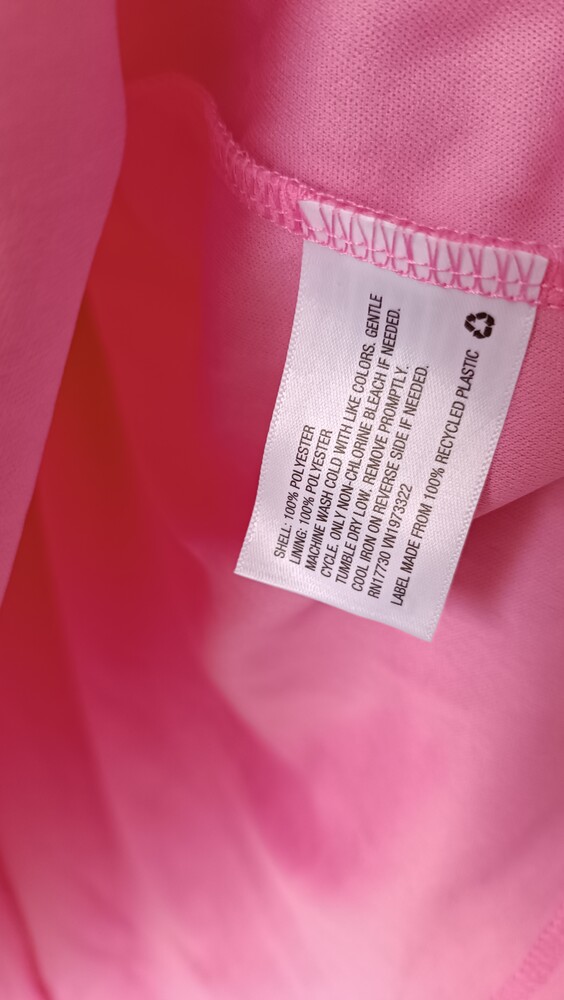 SHELL: 100% POLYESTER
LINING: 100% POLYESTER
MACHINE WASH COLD WITH LIKE COLORS. GENTLE
CYCLE. ONLY NON-CHLORINE BLEACH IF NEEDED.
TUMBLE DRY LOW. REMOVE PROMPTLY.
COOL IRON ON REVERSE SIDE IF NEEDED.
RN17730 VN1973322
LABEL MADE FROM 100% RECYCLED PLASTIC